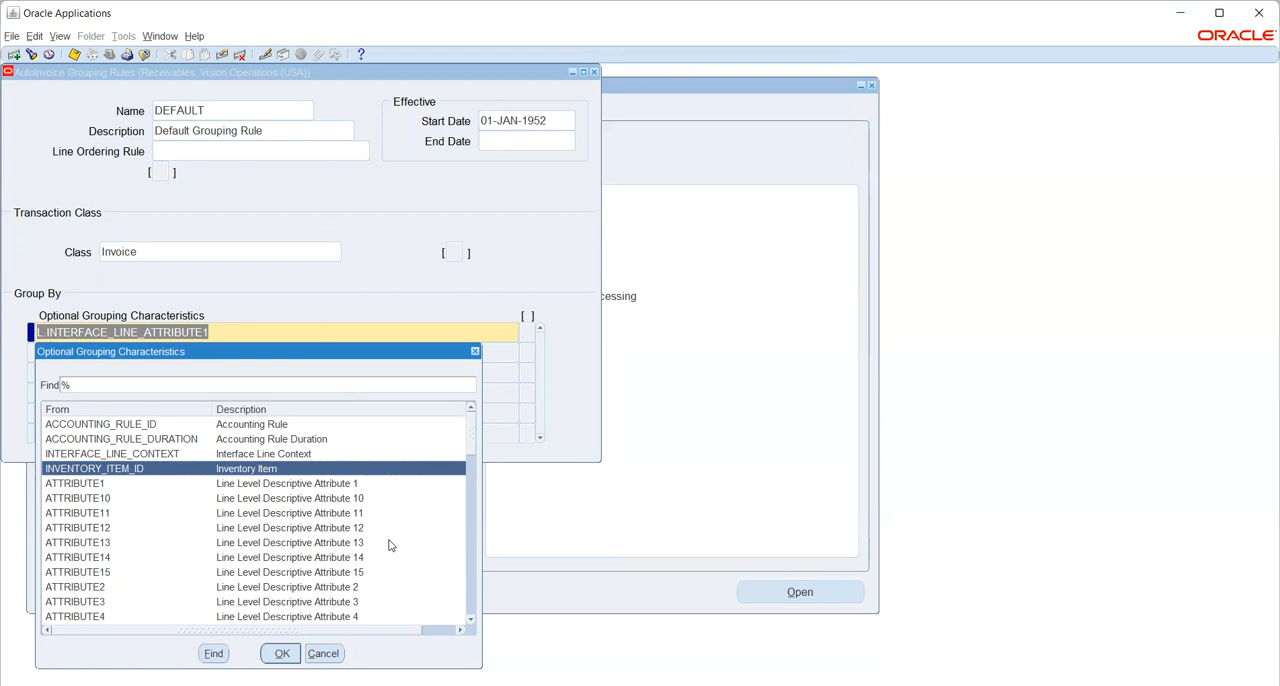 Oracle Applications
File Edit View Folder Tools Window Help
ORACLE
AutoInvoice Grouping Rules (Receivables, Vision Operations (USA))
Name DEFAULT
Description Default Grouping Rule
Line Ordering Rule
[ ]
Effective
Start Date 01-JAN-1952
End Date
Transaction Class
Class Invoice [ ]
Group By
Optional Grouping Characteristics [ ]
L.INTERFACE_LINE_ATTRIBUTE1
cessing
Optional Grouping Characteristics
Find %
From Description
ACCOUNTING_RULE_ID Accounting Rule
ACCOUNTING_RULE_DURATION Accounting Rule Duration
INTERFACE_LINE_CONTEXT Interface Line Context
INVENTORY_ITEM_ID Inventory Item
ATTRIBUTE1 Line Level Descriptive Attribute 1
ATTRIBUTE10 Line Level Descriptive Attribute 10
ATTRIBUTE11 Line Level Descriptive Attribute 11
ATTRIBUTE12 Line Level Descriptive Attribute 12
ATTRIBUTE13 Line Level Descriptive Attribute 13
ATTRIBUTE14 Line Level Descriptive Attribute 14
ATTRIBUTE15 Line Level Descriptive Attribute 15
ATTRIBUTE2 Line Level Descriptive Attribute 2
ATTRIBUTE3 Line Level Descriptive Attribute 3
ATTRIBUTE4 Line Level Descriptive Attribute 4
Find OK Cancel
Open